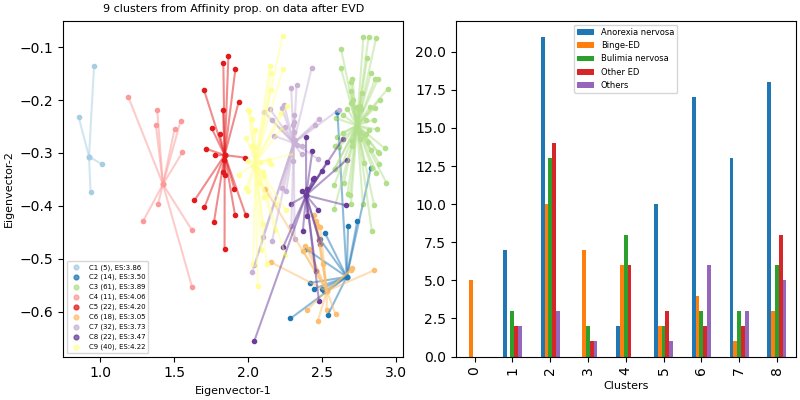 9 clusters from Affinity prop. on data after EVD
−0.1
−0.2
−0.3
−0.4
−0.5
−0.6
Eigenvector-2
C1 (5), ES:3.86
C2 (14), ES:3.50
C3 (61), ES:3.89
C4 (11), ES:4.06
C5 (22), ES:4.20
C6 (18), ES:3.05
C7 (32), ES:3.73
C8 (22), ES:3.47
C9 (40), ES:4.22
1.0 1.5 2.0 2.5 3.0
Eigenvector-1
20.0
17.5
15.0
12.5
10.0
7.5
5.0
2.5
0.0
Anorexia nervosa
Binge-ED
Bulimia nervosa
Other ED
Others
0 1 2 3 4 5 6 7 8
Clusters